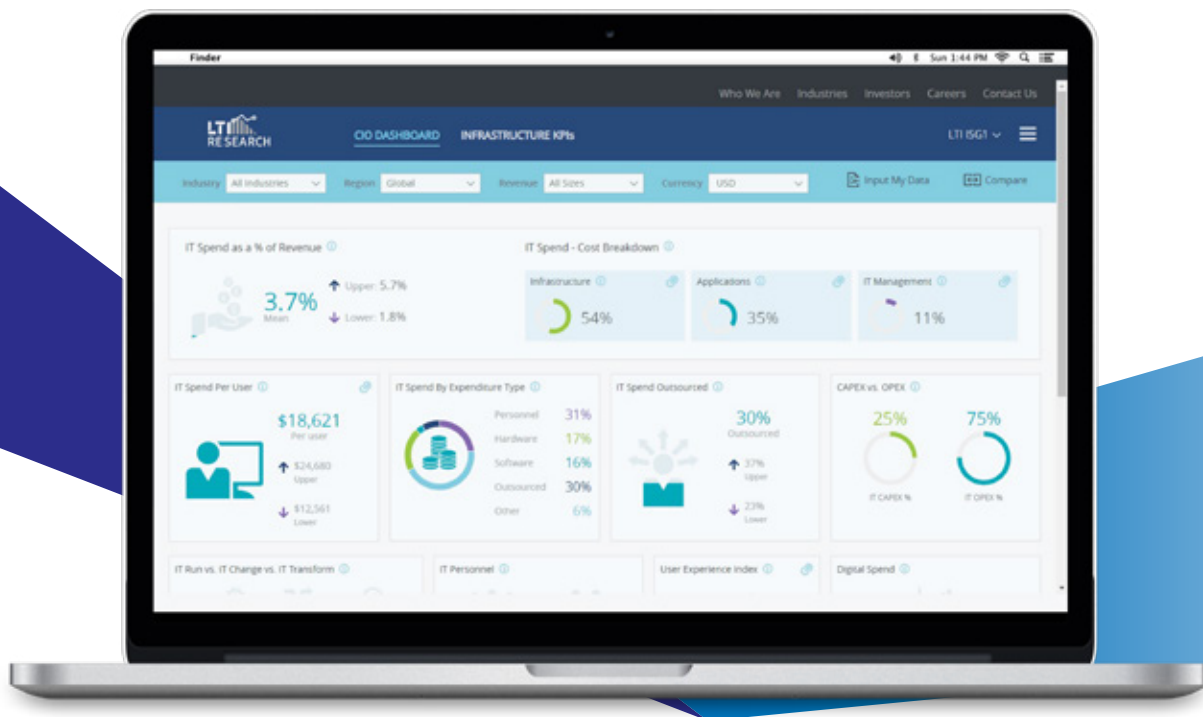 Finder
Sun 1:44 PM
Who We Are Industries Investors Careers Contact Us
LTI
RESEARCH
CIO DASHBOARD INFRASTRUCTURE KPIs
LTI ISG1
Industry All Industries Region Global Revenue All Sizes Currency USD Input My Data Compare
IT Spend as a % of Revenue
3.7%
Mean
Upper: 5.7%
Lower: 1.8%
IT Spend - Cost Breakdown
Infrastructure
54%
Applications
35%
IT Management
11%
IT Spend Per User
$18,621
Per user
$24,680
Upper
$12,561
Lower
IT Spend By Expenditure Type
Personnel 31%
Hardware 17%
Software 16%
Outsourced 30%
Other 6%
IT Spend Outsourced
30%
Outsourced
37%
Upper
23%
Lower
CAPEX vs. OPEX
25%
IT CAPEX %
75%
IT OPEX %
IT Run vs. IT Change vs. IT Transform
IT Personnel
User Experience Index
Digital Spend